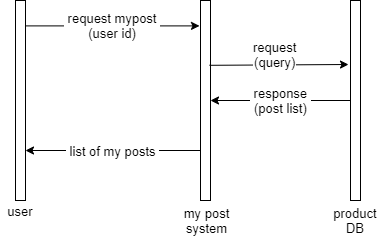 request mypost
(user id)
request
(query)
response
(post list)
list of my posts
user
my post
system
product
DB